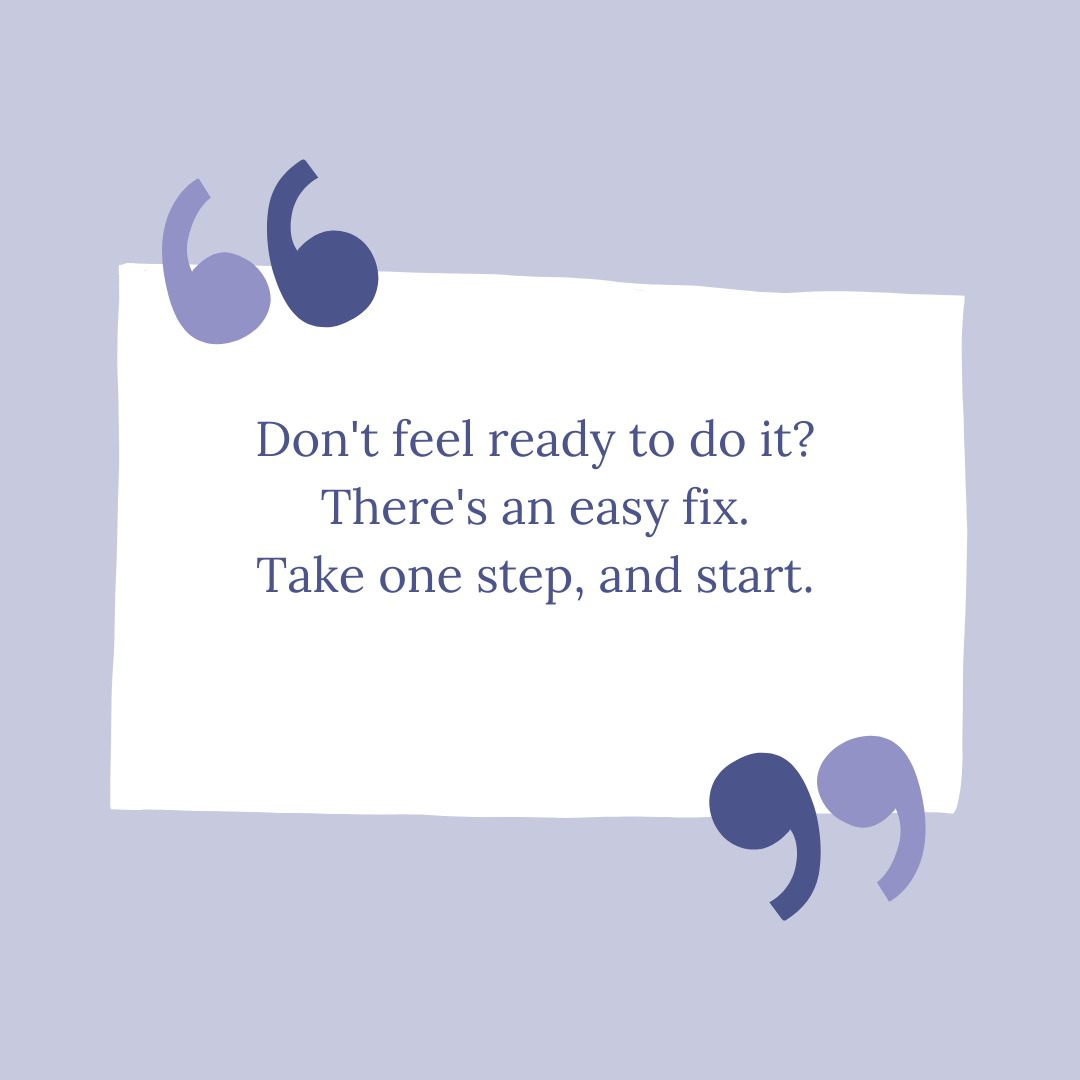 Don't feel ready to do it?
There's an easy fix.
Take one step, and start.